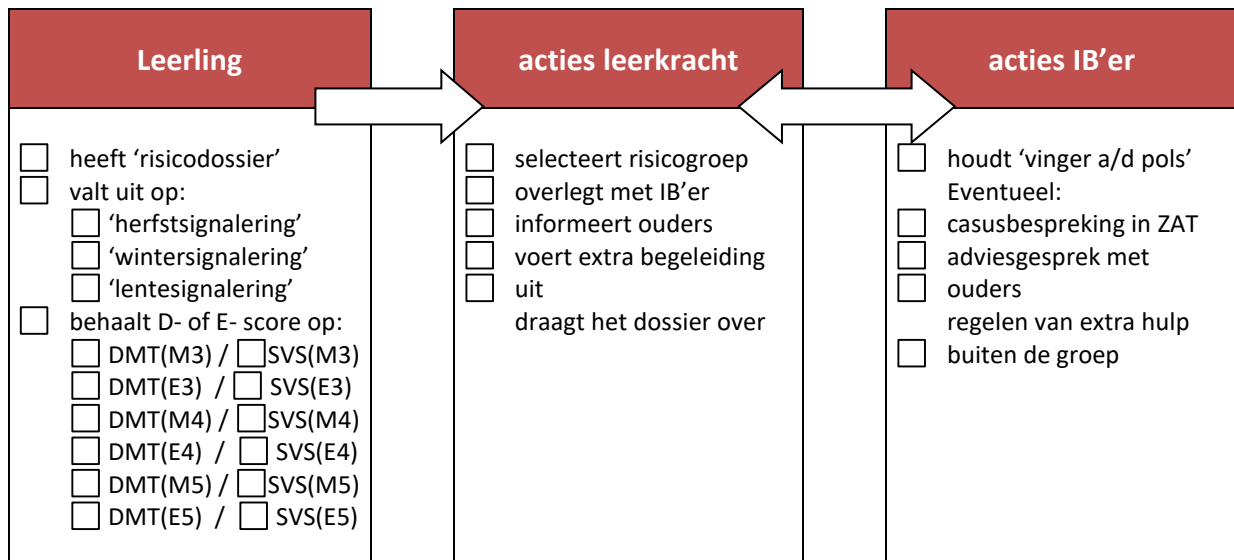 Leerling
heeft ‘risicodossier’
valt uit op:
‘herfstsignalering’
‘wintersignalering’
‘lentesignalering’
behaalt D- of E- score op:
DMT(M3) / SVS(M3)
DMT(E3) / SVS(E3)
DMT(M4) / SVS(M4)
DMT(E4) / SVS(E4)
DMT(M5) / SVS(M5)
DMT(E5) / SVS(E5)
acties leerkracht
selecteert risicogroep
overlegt met IB’er
informeert ouders
voert extra begeleiding
uit
draagt het dossier over
acties IB’er
houdt ‘vinger a/d pols’
Eventueel:
casusbespreking in ZAT
adviesgesprek met
ouders
regelen van extra hulp
buiten de groep